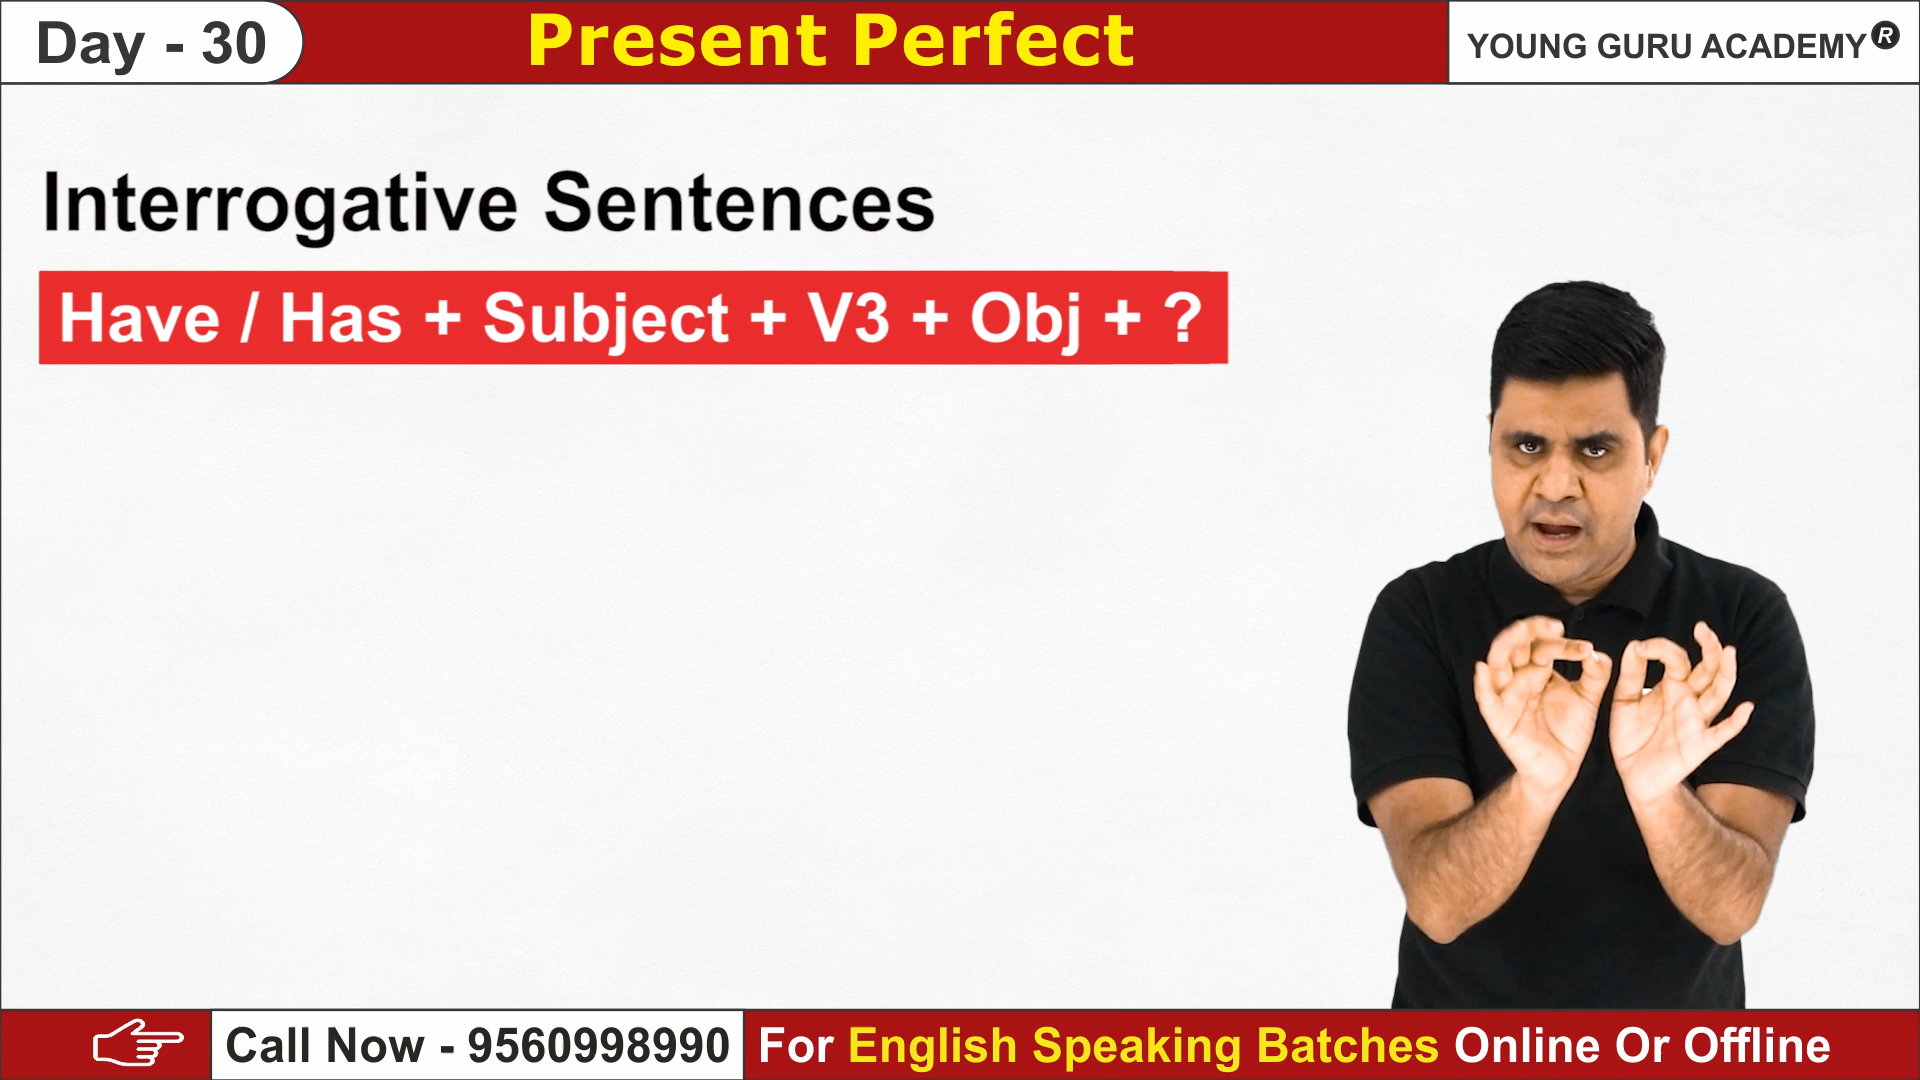 Day - 30
Present Perfect
YOUNG GURU ACADEMY®
Interrogative Sentences
Have / Has + Subject + V3 + Obj + ?
Call Now - 9560998990
For English Speaking Batches Online Or Offline